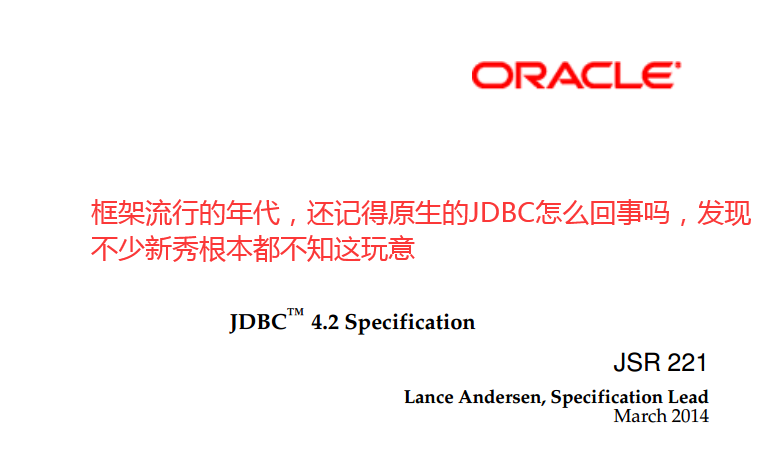 ORACLE
框架流行的年代，还记得原生的JDBC怎么回事吗，发现
不少新秀根本都不知这玩意
JDBC™ 4.2 Specification
JSR 221
Lance Andersen, Specification Lead
March 2014